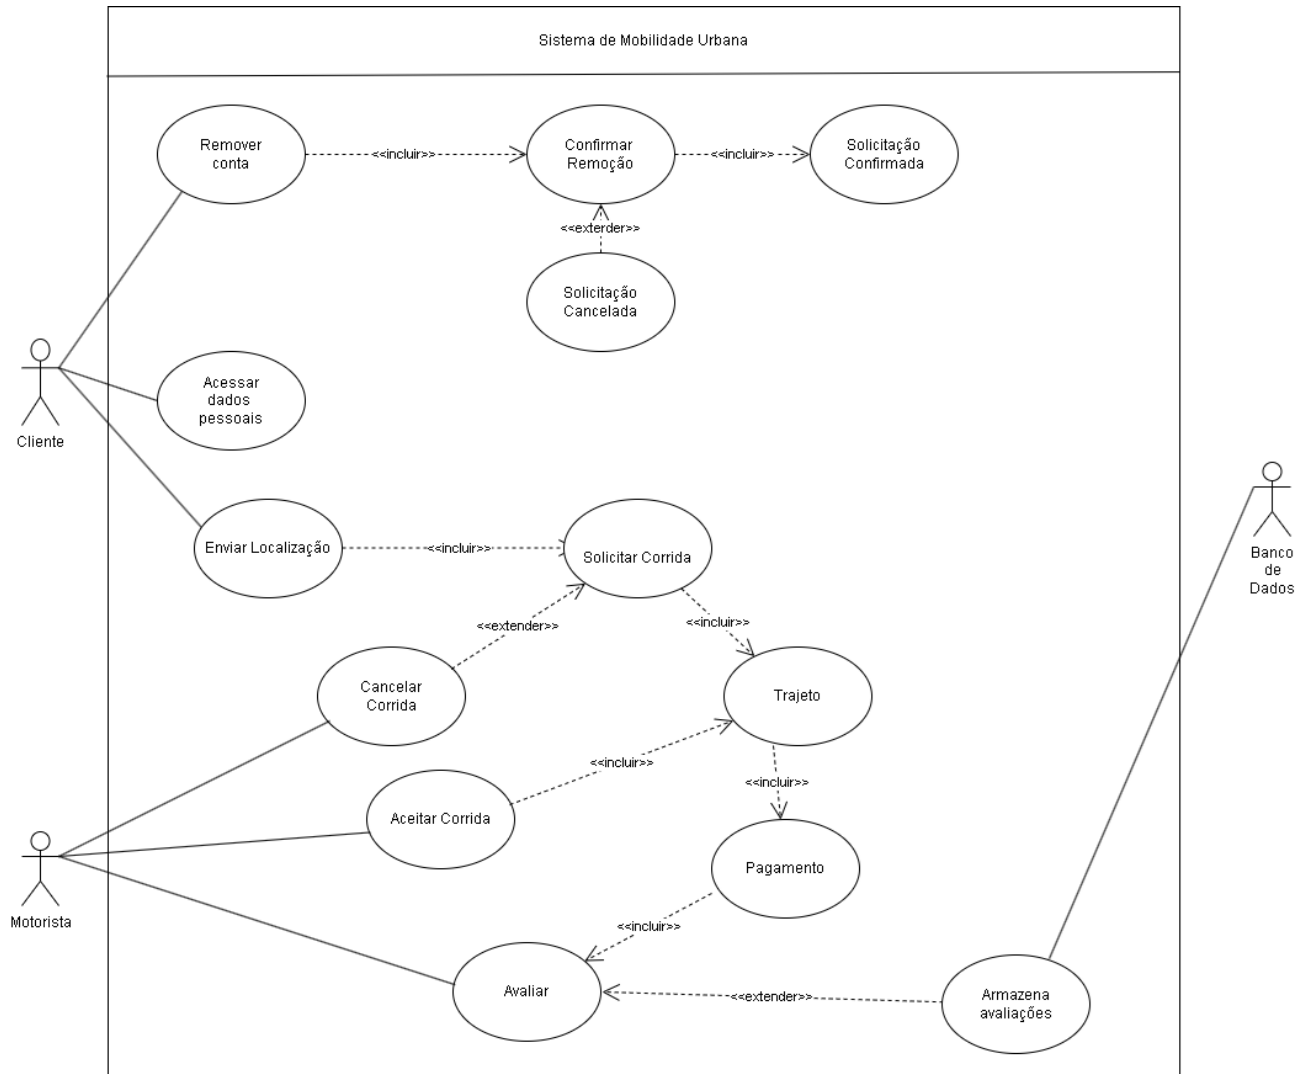 Sistema de Mobilidade Urbana
Remover
conta
<<incluir>>
Confirmar
Remoção
<<incluir>>
Solicitação
Confirmada
<<exterder>>
Solicitação
Cancelada
Cliente
Acessar
dados
pessoais
Enviar Localização
<<incluir>>
Solicitar Corrida
Banco
de
Dados
<<extender>>
<<incluir>>
Cancelar
Corrida
Trajeto
<<incluir>>
<<incluir>>
Aceitar Corrida
Motorista
Pagamento
<<incluir>>
Avaliar
<<extender>>
Armazena
avaliações